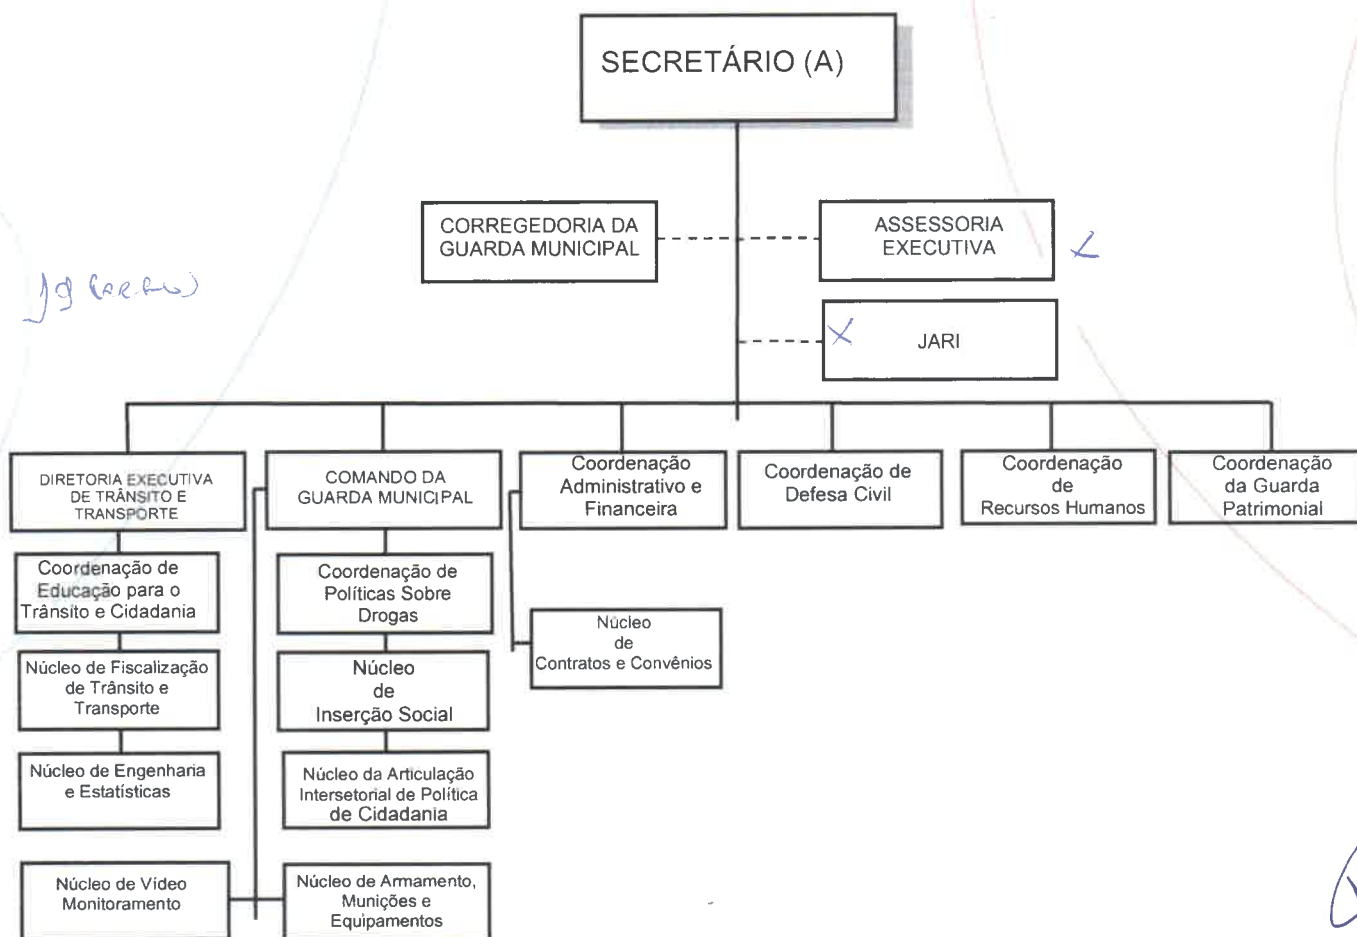 SECRETÁRIO (A)
CORREGEDORIA DA
GUARDA MUNICIPAL
ASSESSORIA
EXECUTIVA
JARI
DIRETORIA EXECUTIVA
DE TRÂNSITO E
TRANSPORTE
COMANDO DA
GUARDA MUNICIPAL
Coordenação
Administrativo e
Financeira
Coordenação de
Defesa Civil
Coordenação
de
Recursos Humanos
Coordenação
da Guarda
Patrimonial
Coordenação de
Educação para o
Trânsito e Cidadania
Coordenação de
Políticas Sobre
Drogas
Núcleo
de
Contratos e Convênios
Núcleo de Fiscalização
de Trânsito e
Transporte
Núcleo
de
Inserção Social
Núcleo de Engenharia
e Estatísticas
Núcleo da Articulação
Intersetorial de Política
de Cidadania
Núcleo de Vídeo
Monitoramento
Núcleo de Armamento,
Munições e
Equipamentos